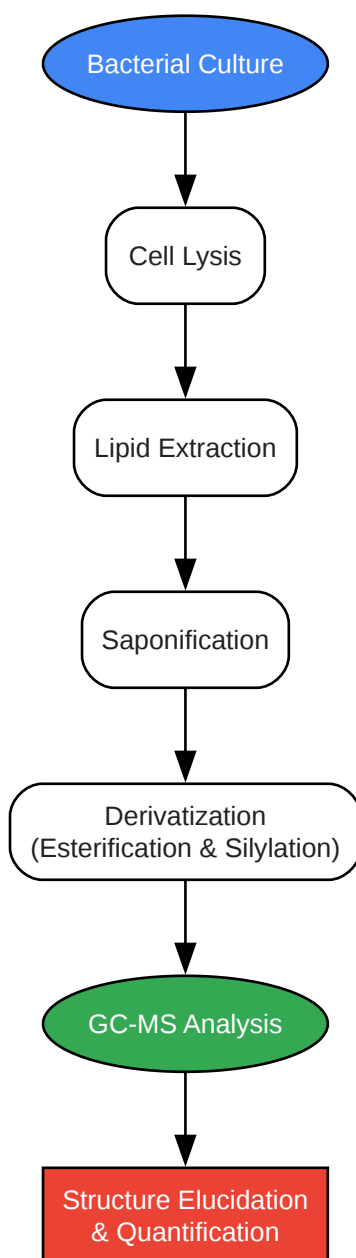 Bacterial Culture
Cell Lysis
Lipid Extraction
Saponification
Derivatization
(Esterification & Silylation)
GC-MS Analysis
Structure Elucidation
& Quantification